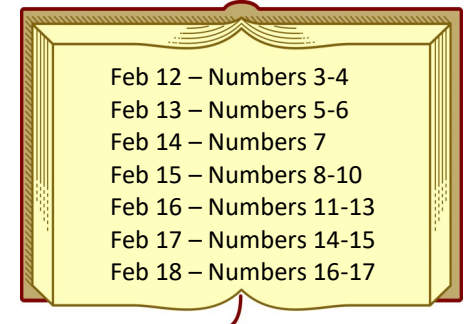 Feb 12 – Numbers 3-4
Feb 13 – Numbers 5-6
Feb 14 – Numbers 7
Feb 15 – Numbers 8-10
Feb 16 – Numbers 11-13
Feb 17 – Numbers 14-15
Feb 18 – Numbers 16-17